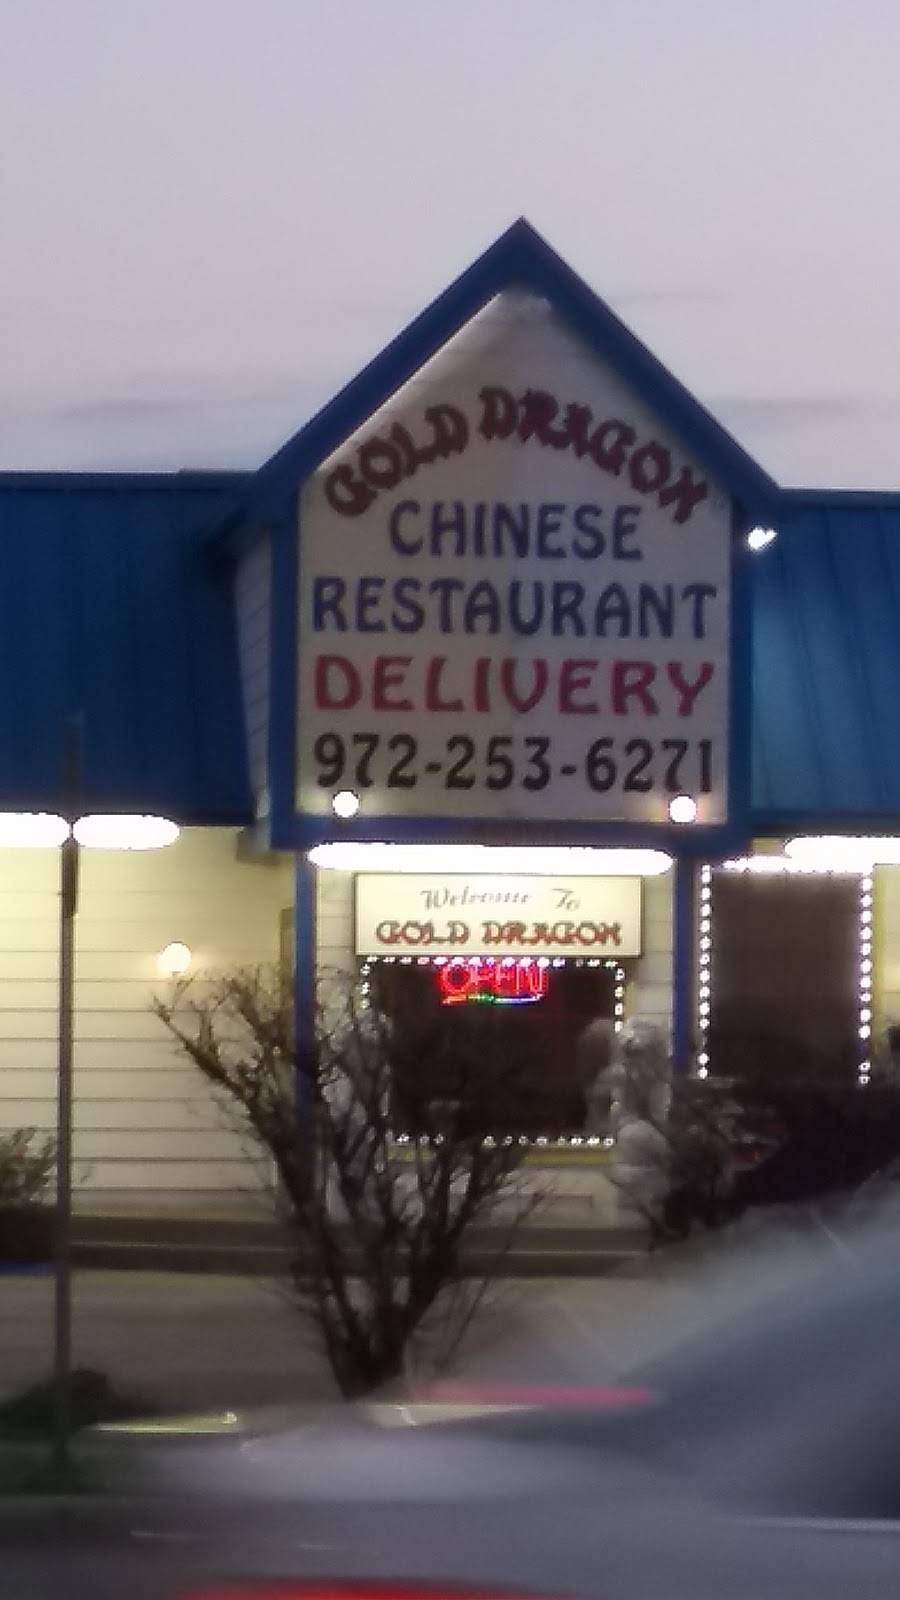 GOLD DRAGON
CHINESE
RESTAURANT
DELIVERY
972-253-6271
Welcome To
GOLD DRAGON
OPEN